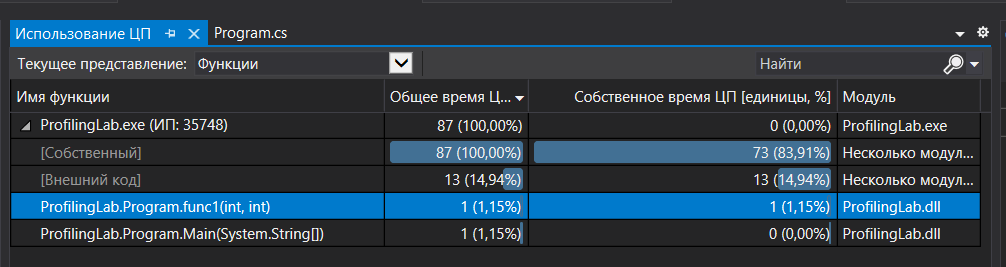 Использование ЦП Program.cs
Текущее представление: Функции Найти
Имя функции Общее время Ц... Собственное время ЦП [единицы, %] Модуль
ProfilingLab.exe (ИП: 35748) 87 (100,00%) 0 (0,00%) ProfilingLab.exe
[Собственный] 87 (100,00%) 73 (83,91%) Несколько модул...
[Внешний код] 13 (14,94%) 13 (14,94%) Несколько модул...
ProfilingLab.Program.func1(int, int) 1 (1,15%) 1 (1,15%) ProfilingLab.dll
ProfilingLab.Program.Main(System.String[]) 1 (1,15%) 0 (0,00%) ProfilingLab.dll